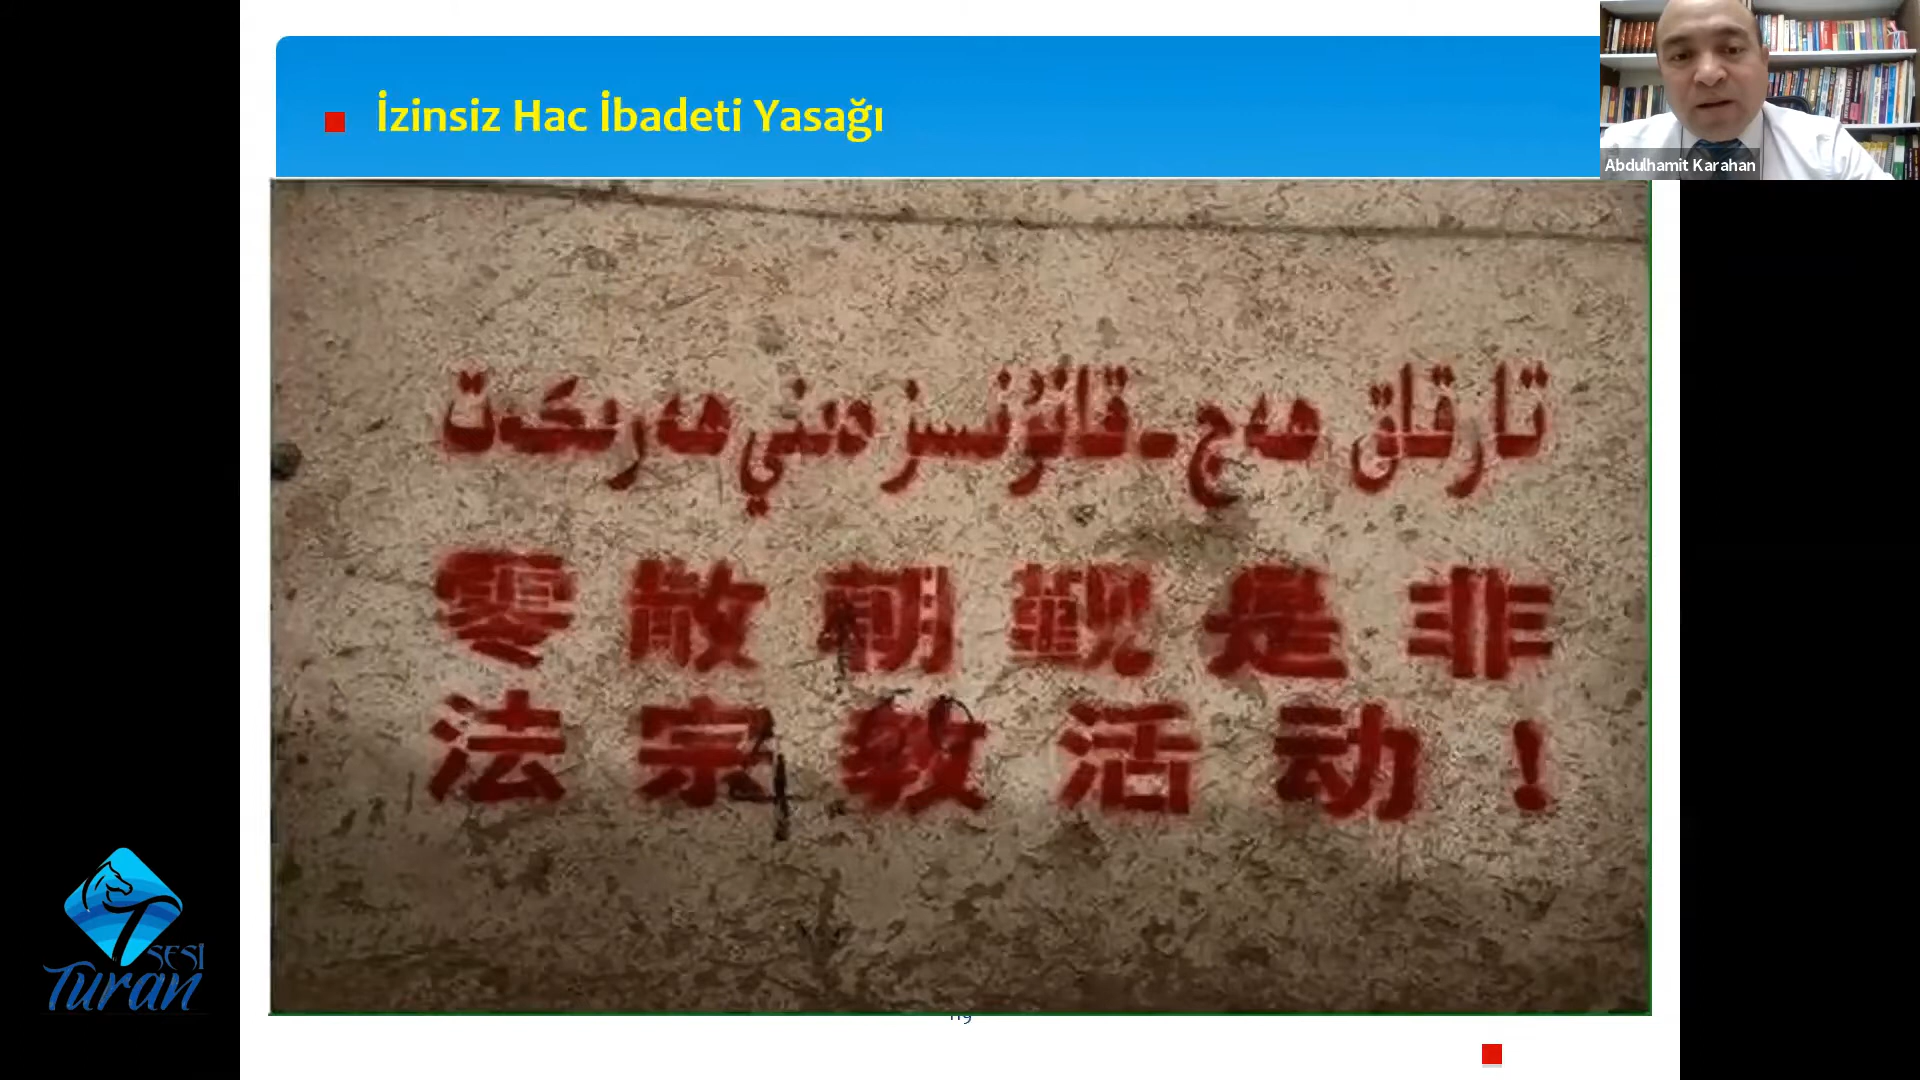 İzinsiz Hac İbadeti Yasağı
Abdulhamit Karahan
تارقاق ھەج-قانۇنسىز دىنىي ھەرىكەت
零散朝觐是非
法宗教活动！
SESİ
Turan
119